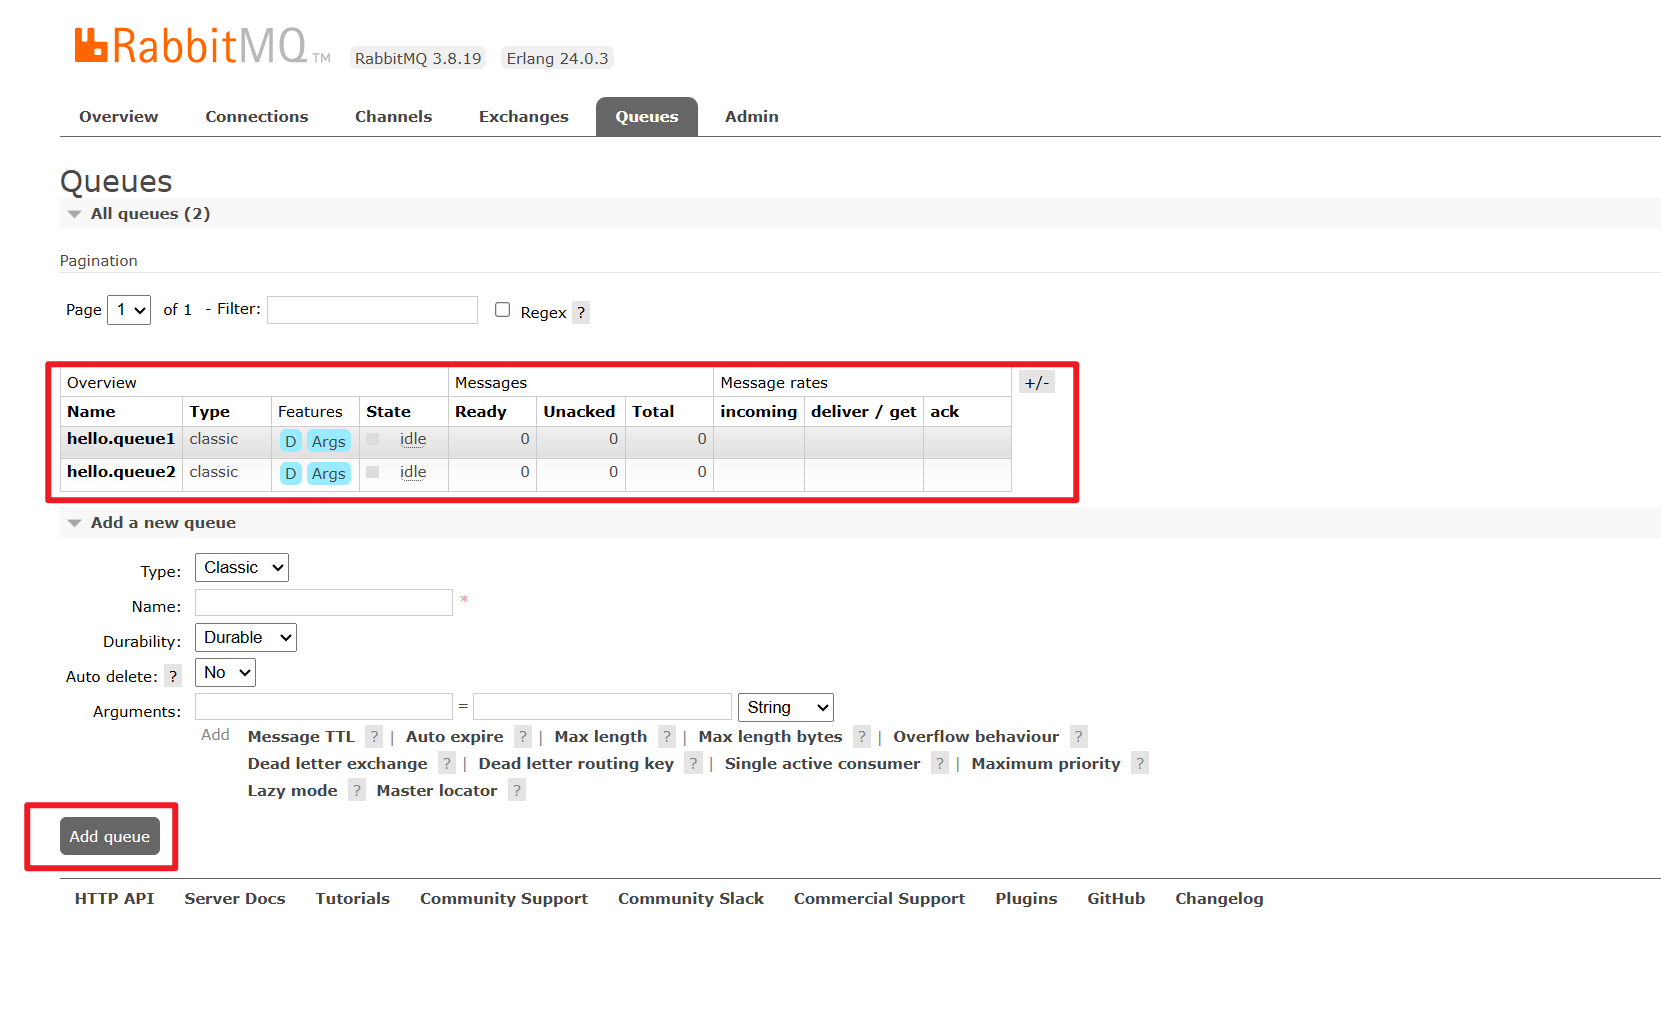 RabbitMQ TM RabbitMQ 3.8.19 Erlang 24.0.3
Overview Connections Channels Exchanges Queues Admin
Queues
All queues (2)
Pagination
Page 1 of 1 - Filter: Regex ?
Overview Messages Message rates +/-
Name Type Features State Ready Unacked Total incoming deliver / get ack
hello.queue1 classic D Args idle 0 0 0
hello.queue2 classic D Args idle 0 0 0
Add a new queue
Type: Classic
Name: *
Durability: Durable
Auto delete: ? No
Arguments: = String
Add Message TTL ? | Auto expire ? | Max length ? | Max length bytes ? | Overflow behaviour ?
Dead letter exchange ? | Dead letter routing key ? | Single active consumer ? | Maximum priority ?
Lazy mode ? Master locator ?
Add queue
HTTP API Server Docs Tutorials Community Support Community Slack Commercial Support Plugins GitHub Changelog